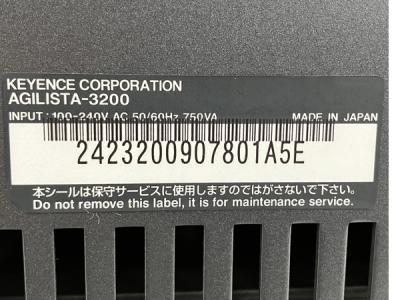 KEYENCE CORPORATION
AGILISTA-3200
INPUT: 100-240V AC 50/60Hz 750VA MADE IN JAPAN
2423200907801A5E
本シールは保守サービスに使用しますのではがさないで下さい。
Do not remove this label, it is for maintenance service.